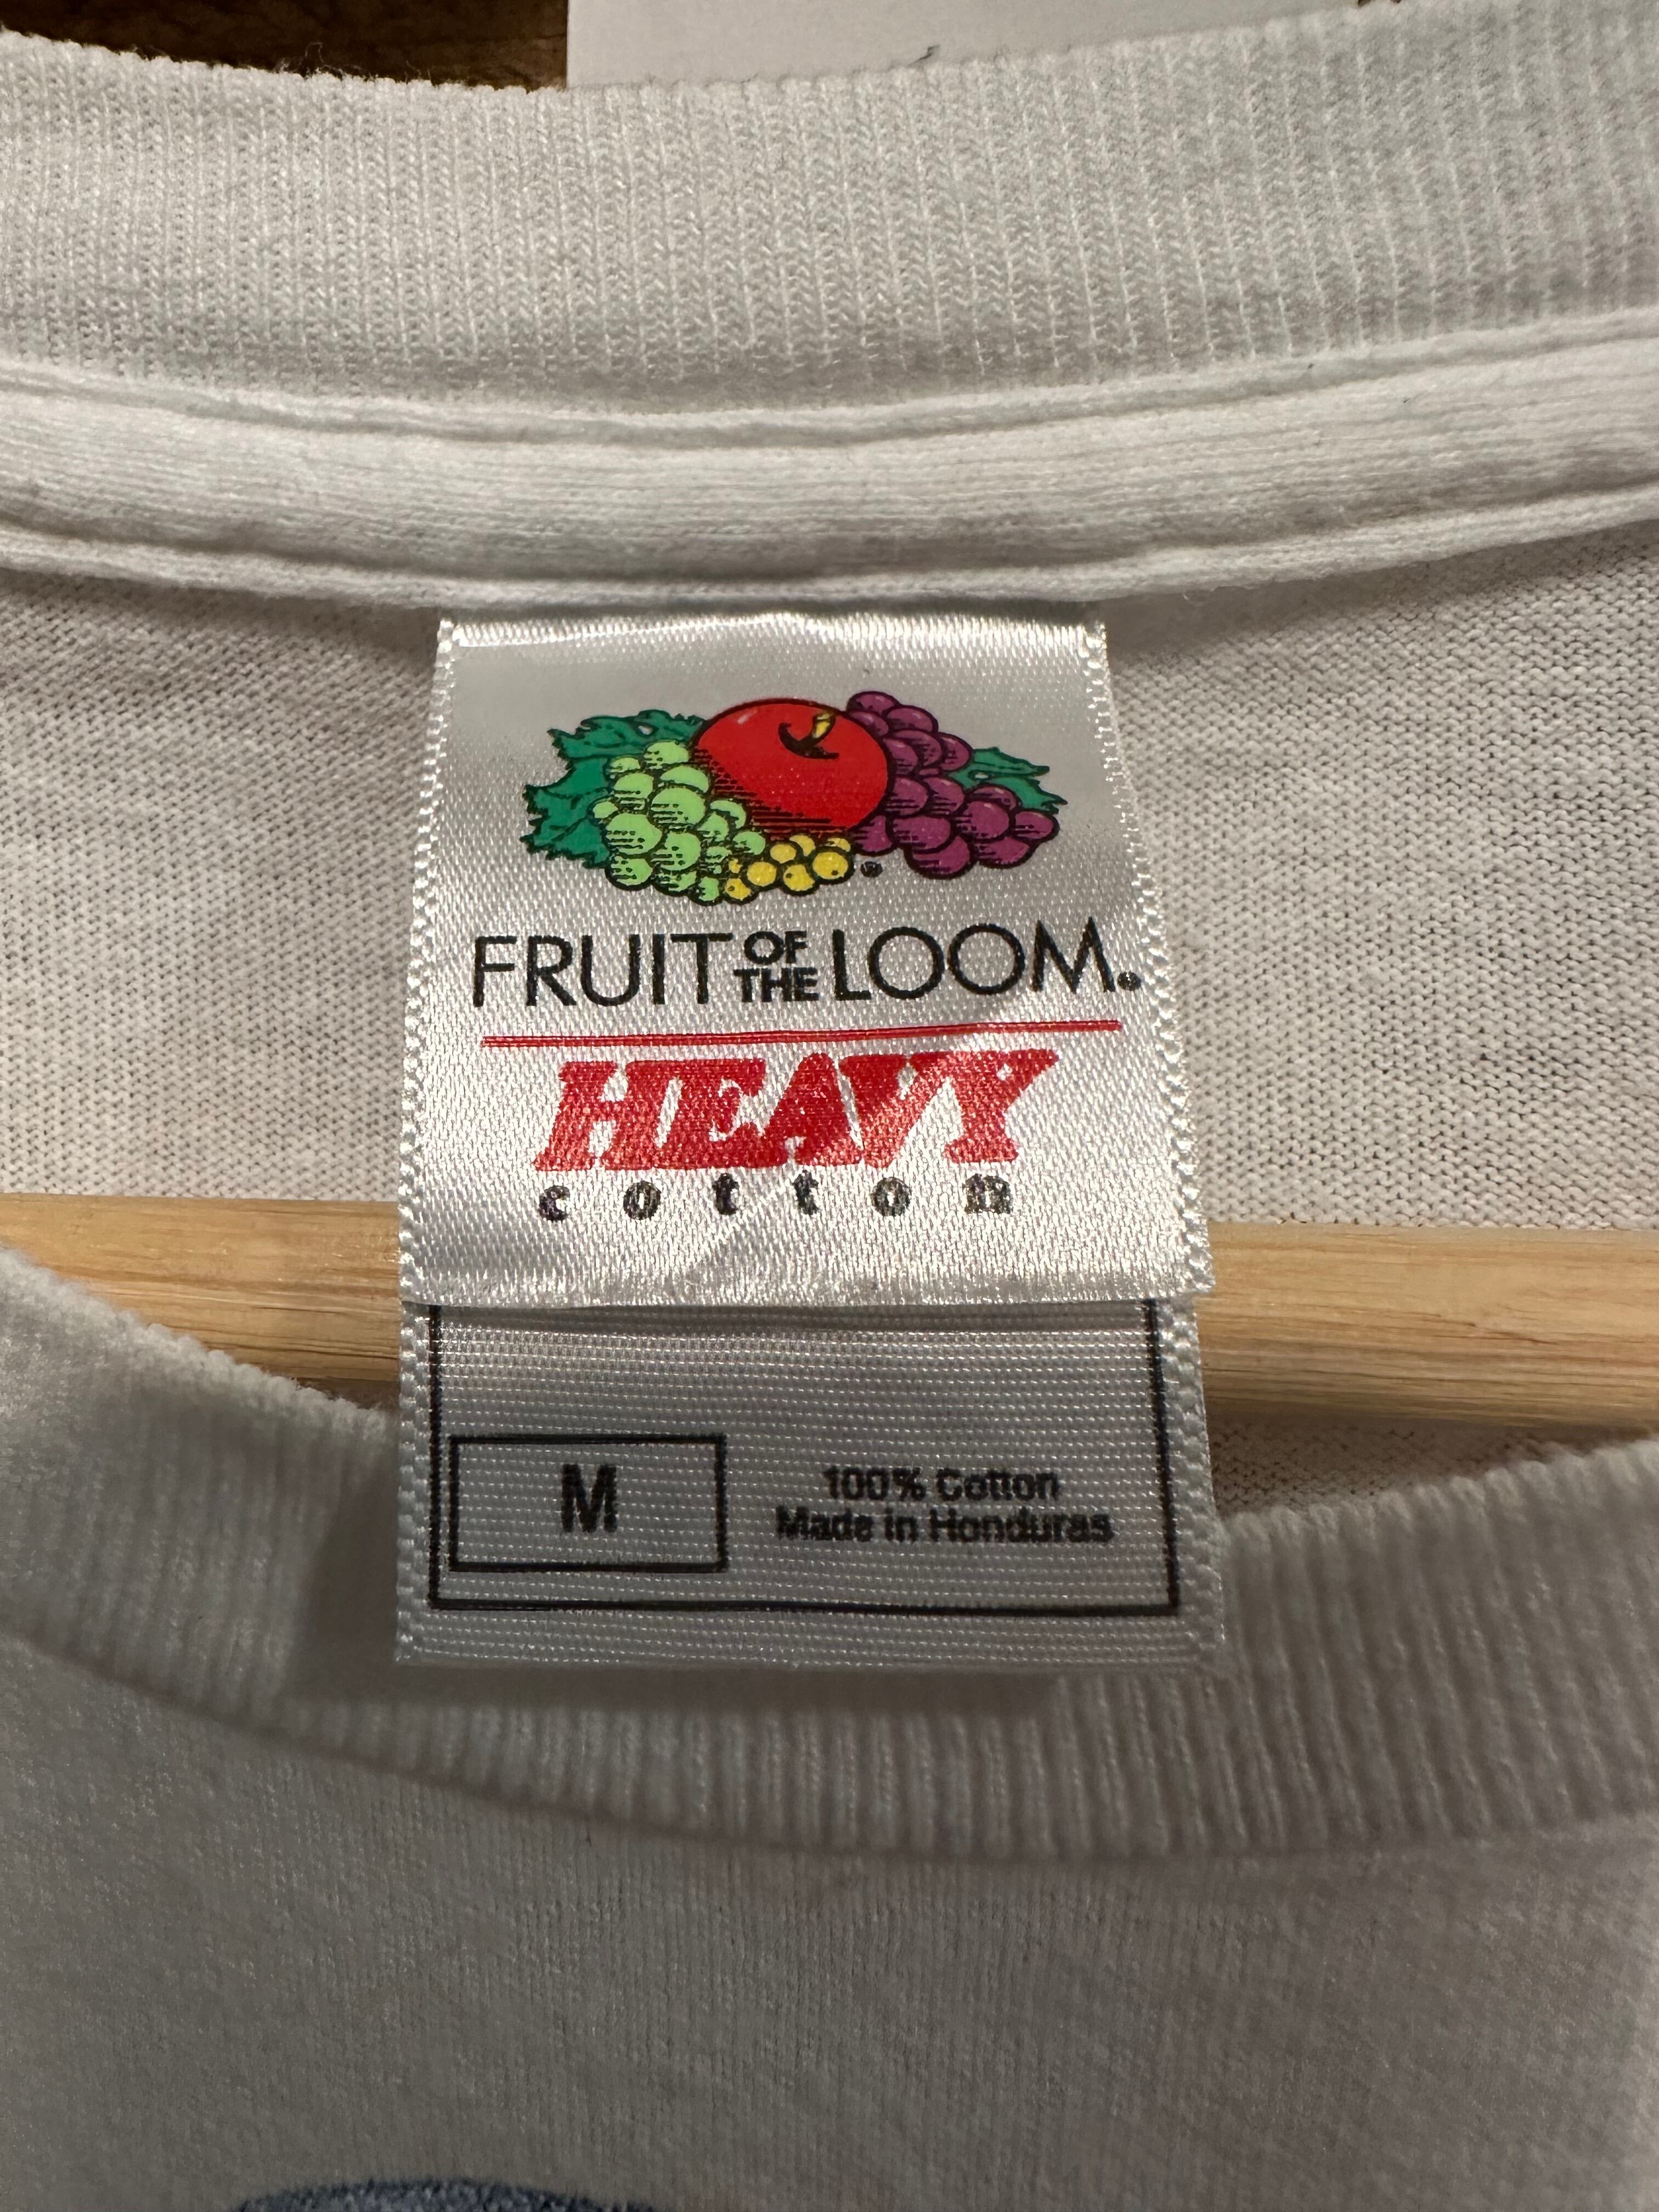 FRUIT OF THE LOOM®
HEAVY
cotton
M
100% Cotton
Made in Honduras